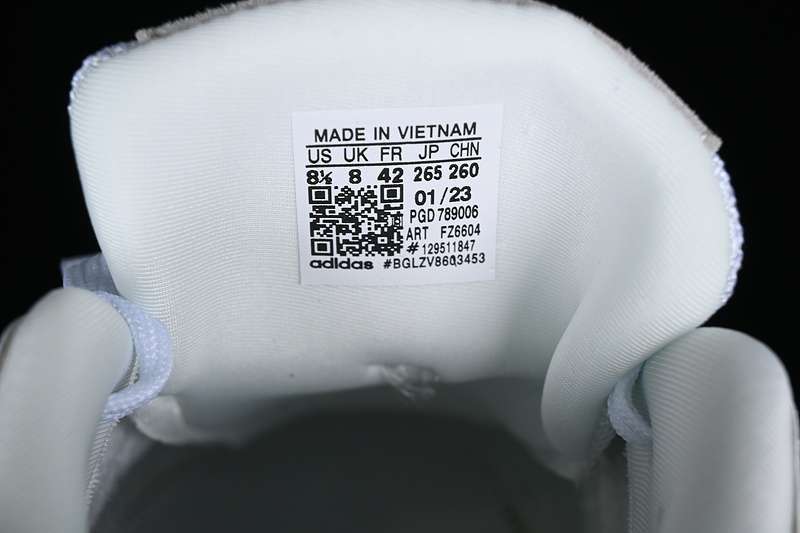 MADE IN VIETNAM
US UK FR JP CHN
8½ 8 42 265 260
01/23
PGD 789006
ART FZ6604
# 129511847
adidas #BGLZV8603453